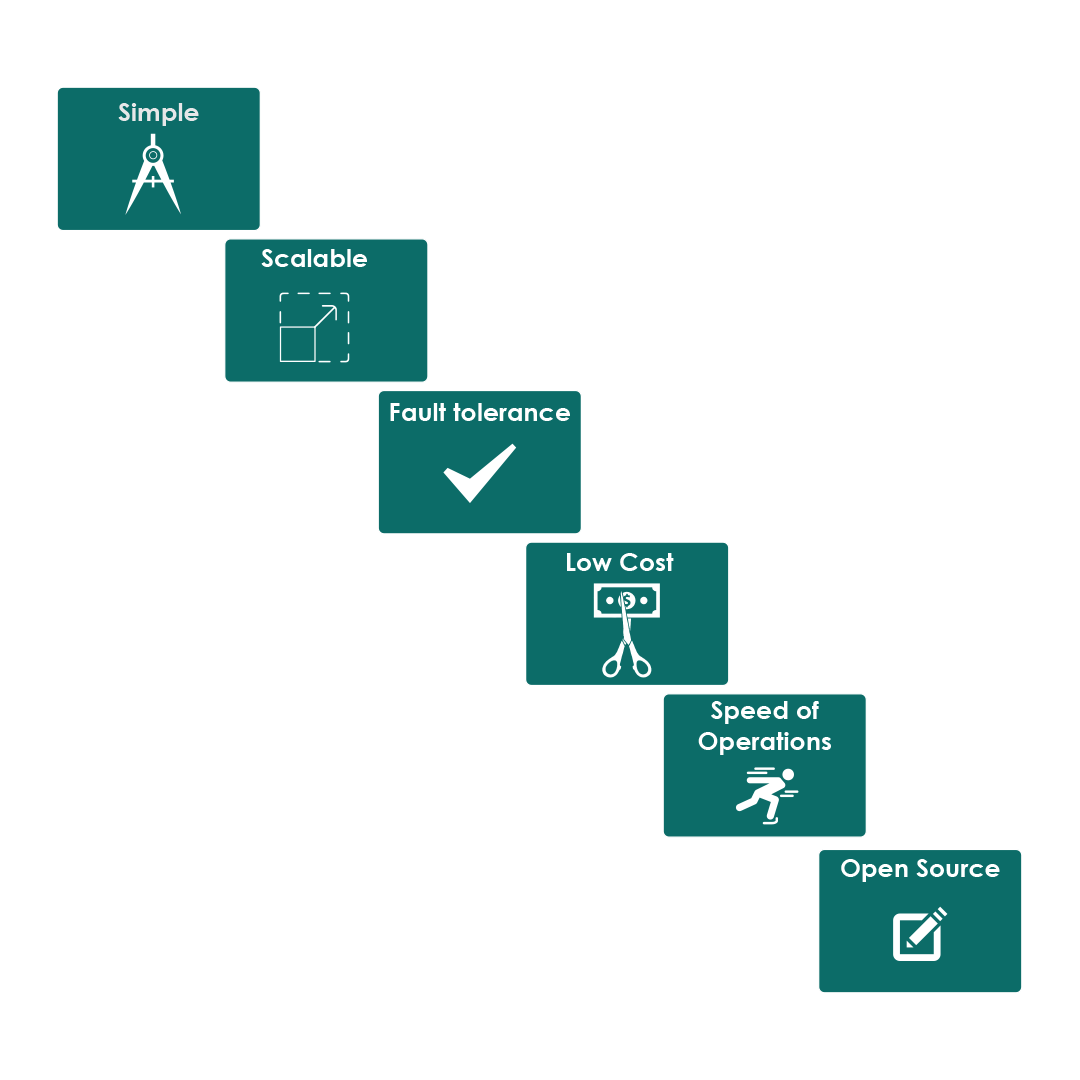 Simple
Scalable
Fault tolerance
Low Cost
Speed of
Operations
Open Source